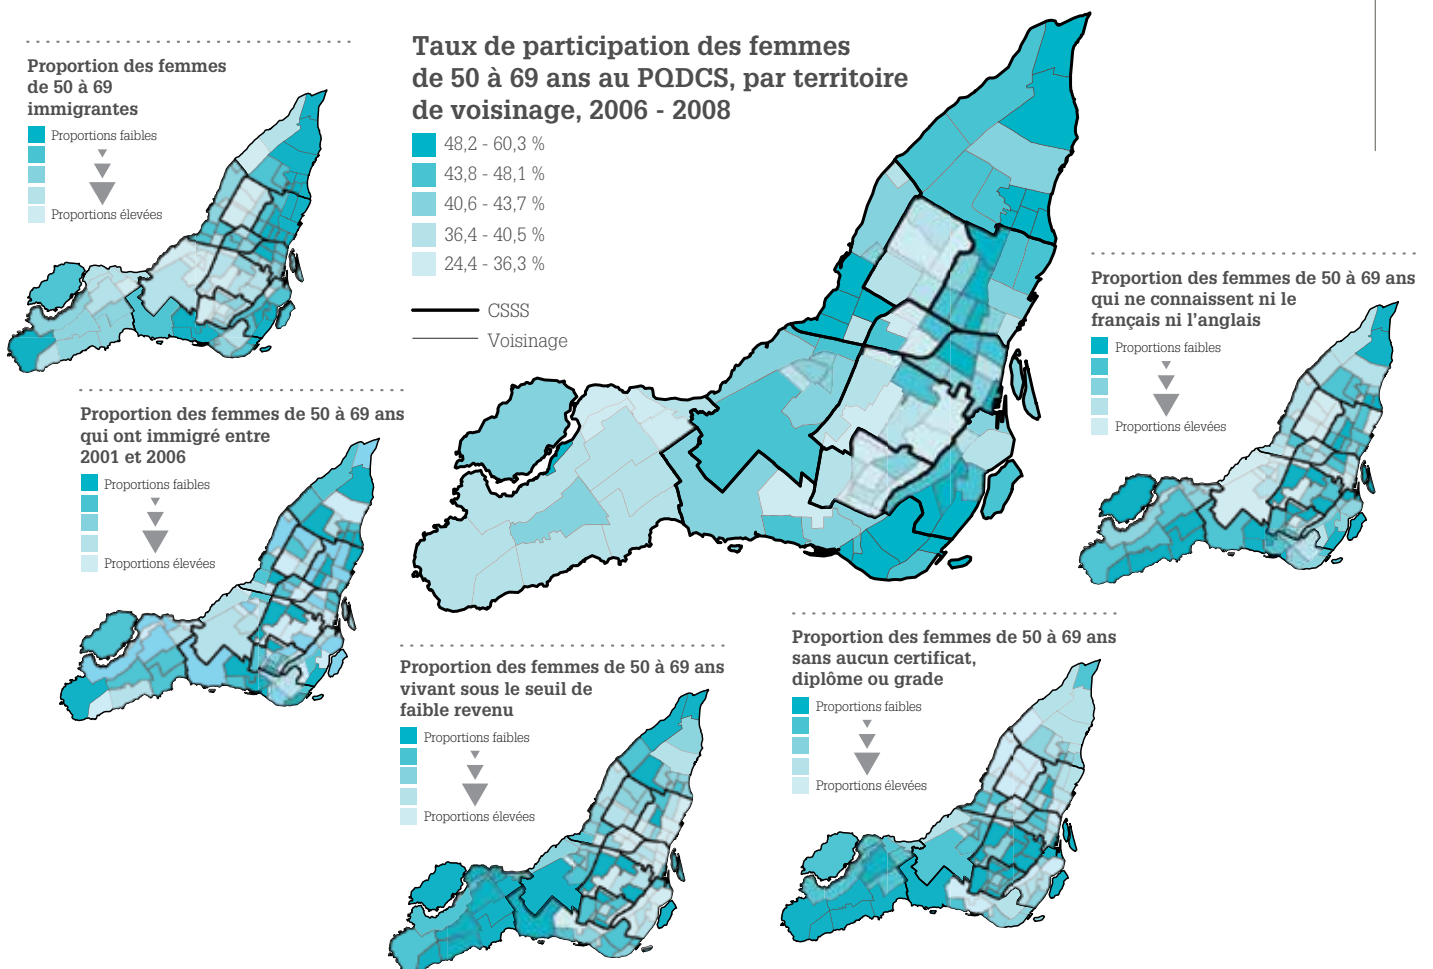 Proportion des femmes
de 50 à 69
immigrantes
Proportions faibles
Proportions élevées
Taux de participation des femmes
de 50 à 69 ans au PQDCS, par territoire
de voisinage, 2006 - 2008
48,2 - 60,3 %
43,8 - 48,1 %
40,6 - 43,7 %
36,4 - 40,5 %
24,4 - 36,3 %
CSSS
Voisinage
Proportion des femmes de 50 à 69 ans
qui ne connaissent ni le
français ni l'anglais
Proportions faibles
Proportions élevées
Proportion des femmes de 50 à 69 ans
qui ont immigré entre
2001 et 2006
Proportions faibles
Proportions élevées
Proportion des femmes de 50 à 69 ans
vivant sous le seuil de
faible revenu
Proportions faibles
Proportions élevées
Proportion des femmes de 50 à 69 ans
sans aucun certificat,
diplôme ou grade
Proportions faibles
Proportions élevées